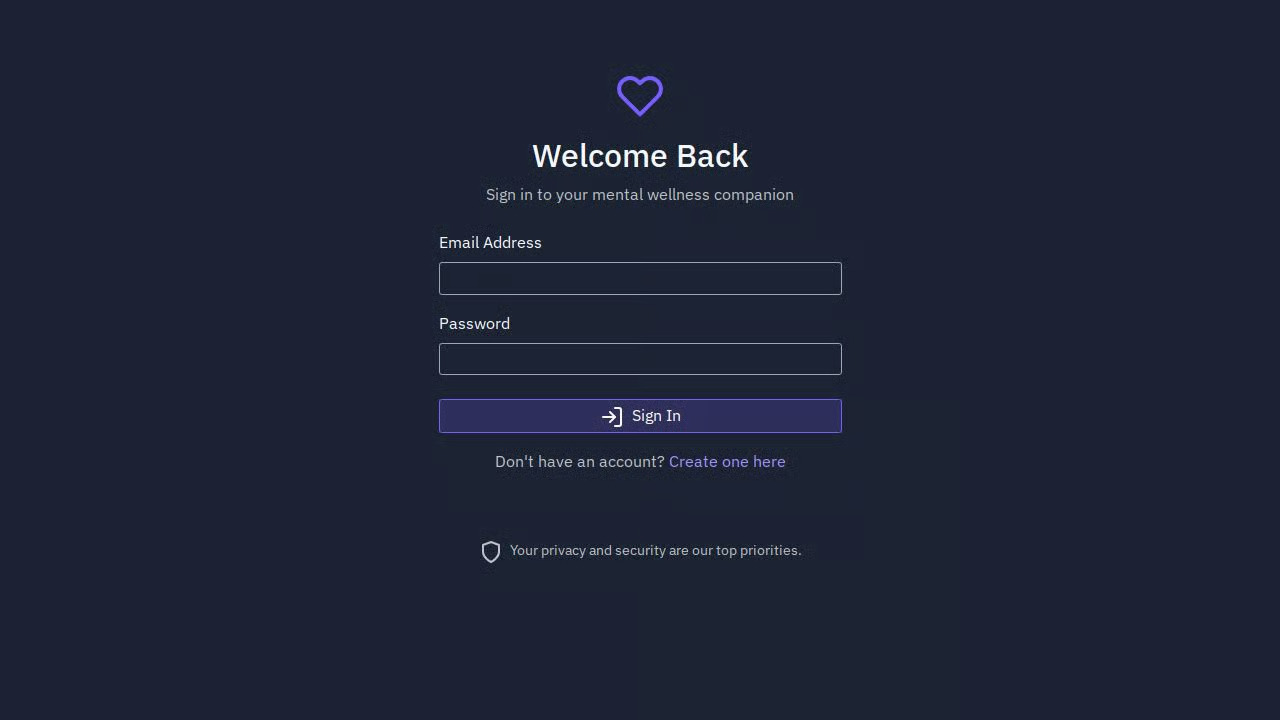 Welcome Back
Sign in to your mental wellness companion
Email Address
Password
Sign In
Don't have an account? Create one here
Your privacy and security are our top priorities.